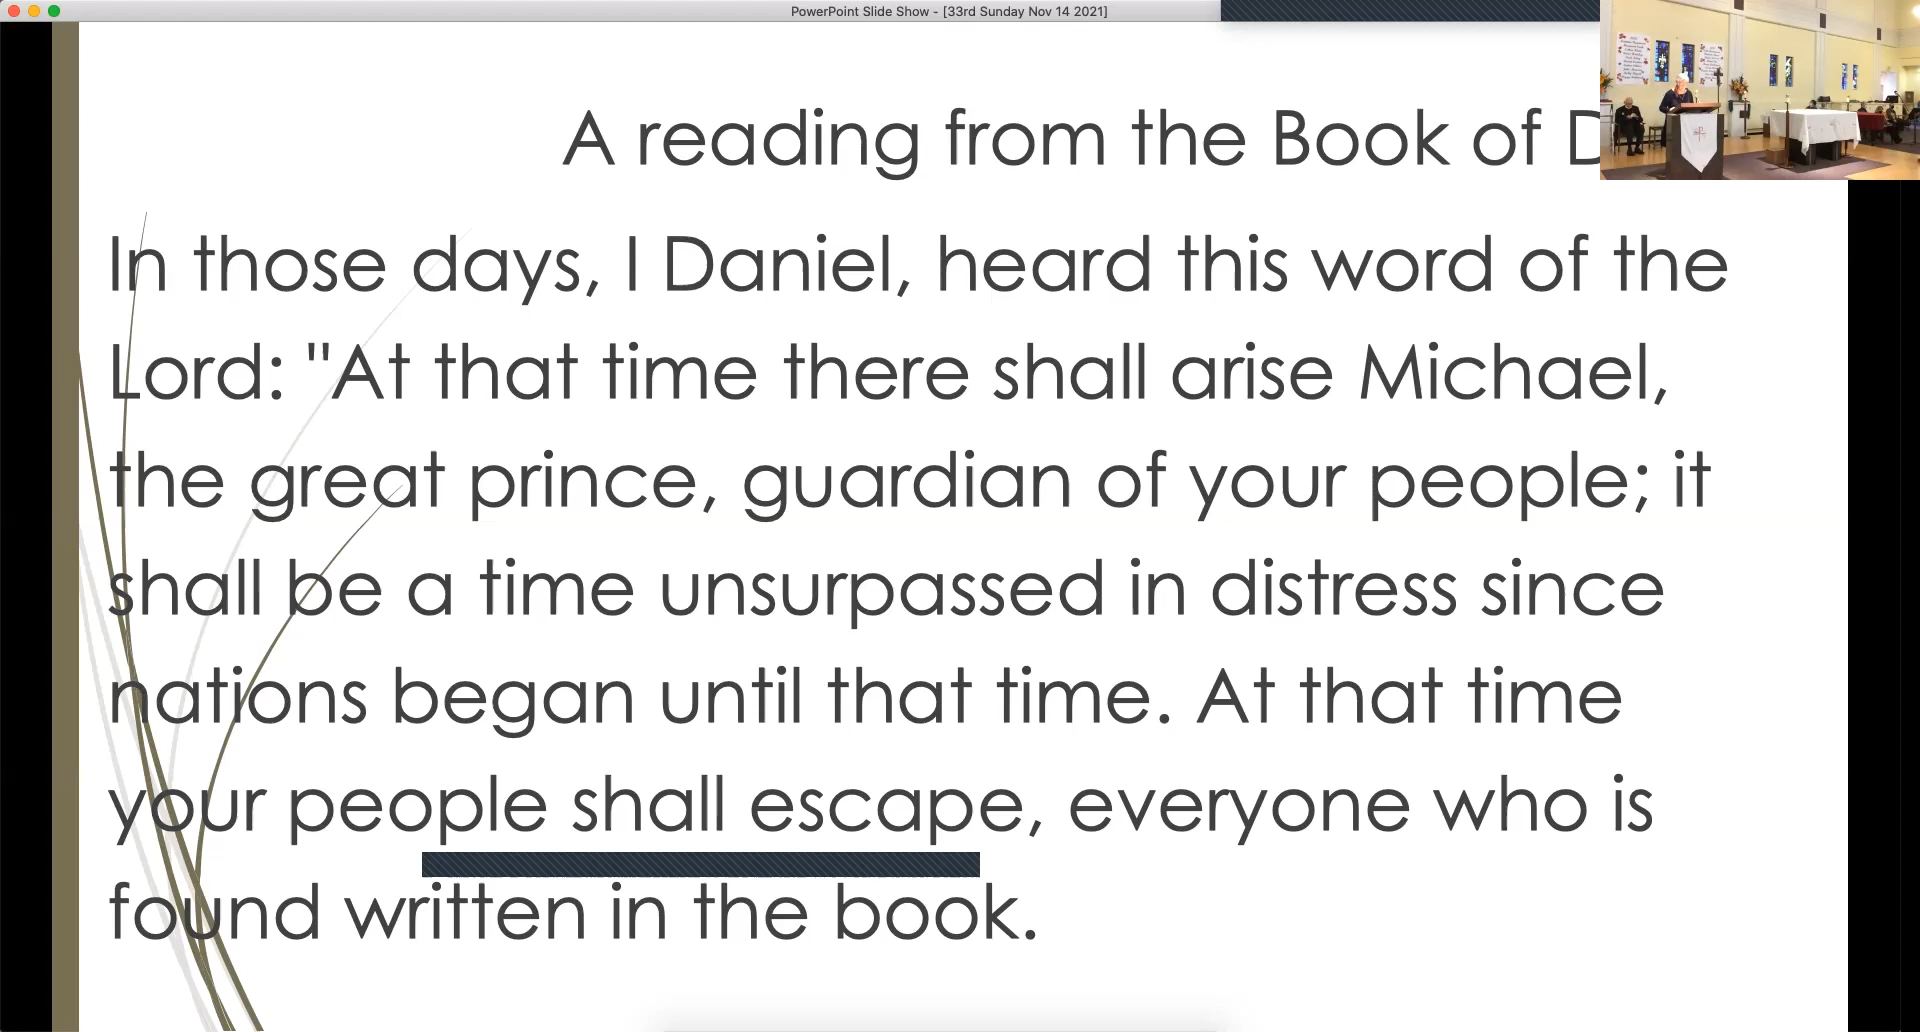 PowerPoint Slide Show - [33rd Sunday Nov 14 2021]
A reading from the Book of
In those days, I Daniel, heard this word of the
Lord: "At that time there shall arise Michael,
the great prince, guardian of your people; it
shall be a time unsurpassed in distress since
nations began until that time. At that time
your people shall escape, everyone who is
found written in the book.